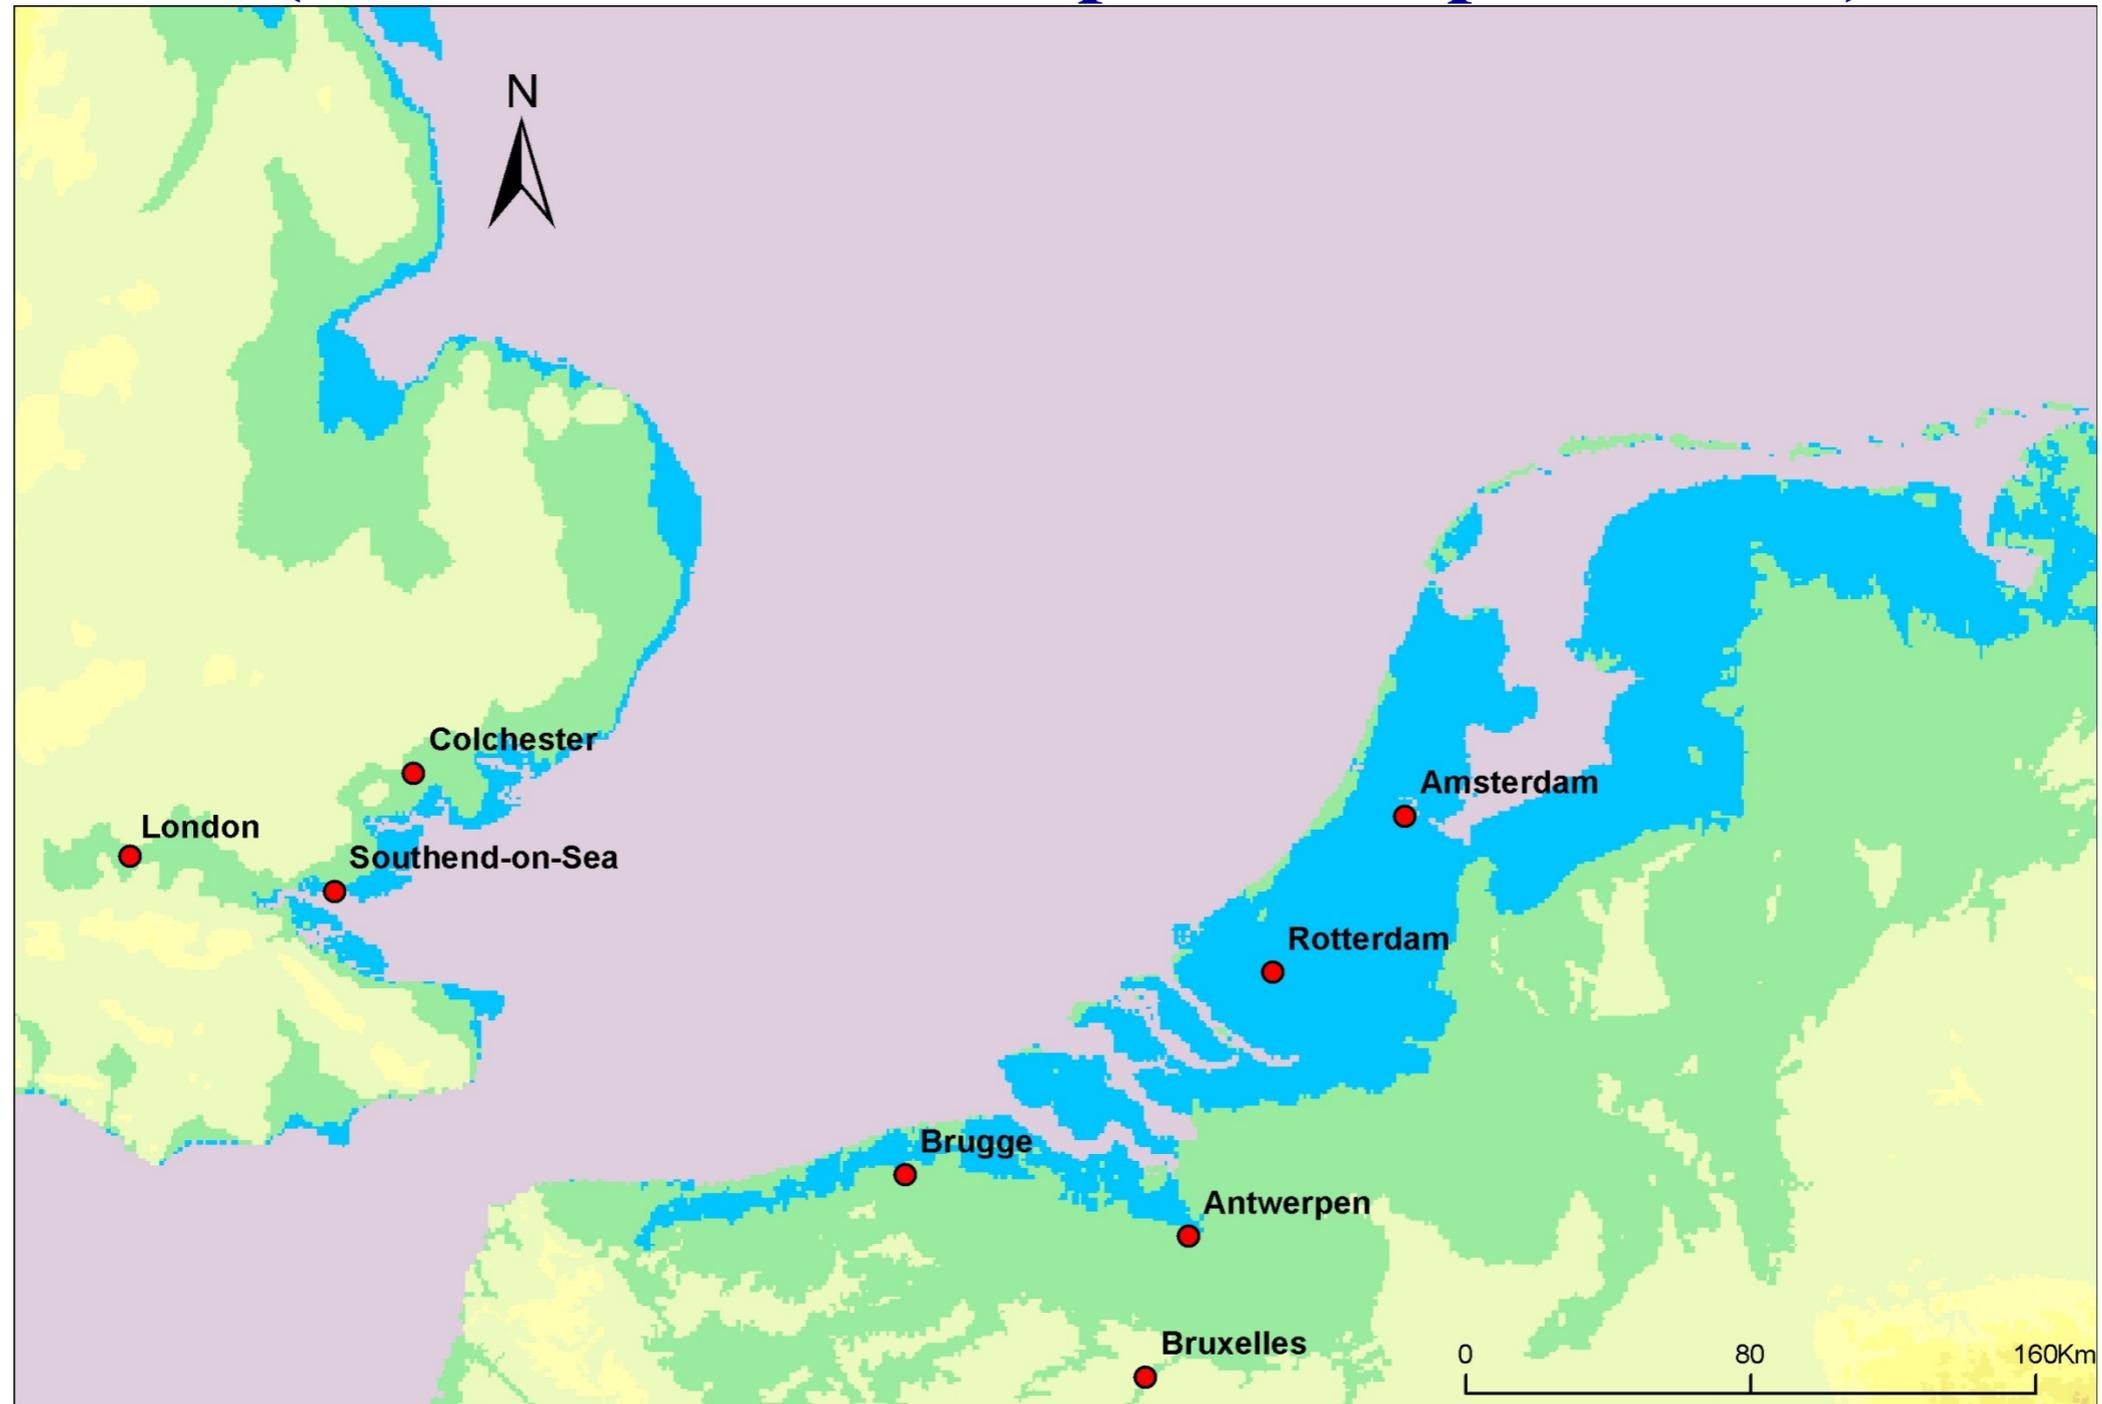 N
Colchester
Amsterdam
London
Southend-on-Sea
Rotterdam
Brugge
Antwerpen
Bruxelles
0 80 160Km